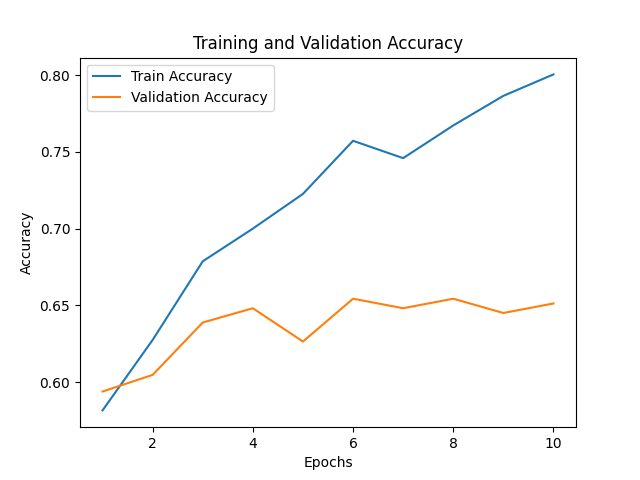 Training and Validation Accuracy
Train Accuracy
Validation Accuracy
0.80
0.75
0.70
0.65
0.60
Accuracy
2
4
6
8
10
Epochs